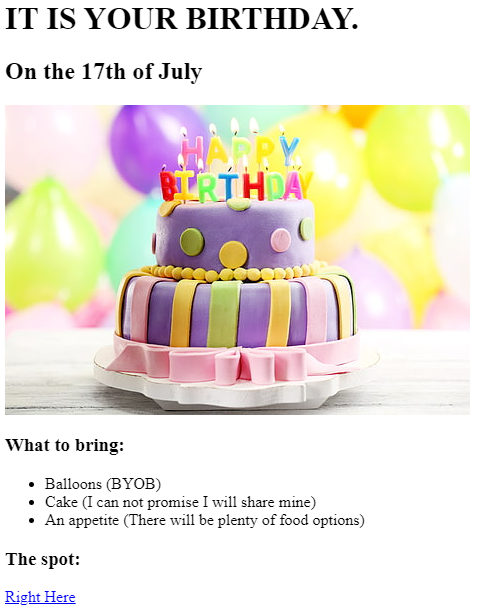 IT IS YOUR BIRTHDAY.
On the 17th of July
HAPPY
BIRTHDAY
What to bring:
Balloons (BYOB)
Cake (I can not promise I will share mine)
An appetite (There will be plenty of food options)
The spot:
Right Here